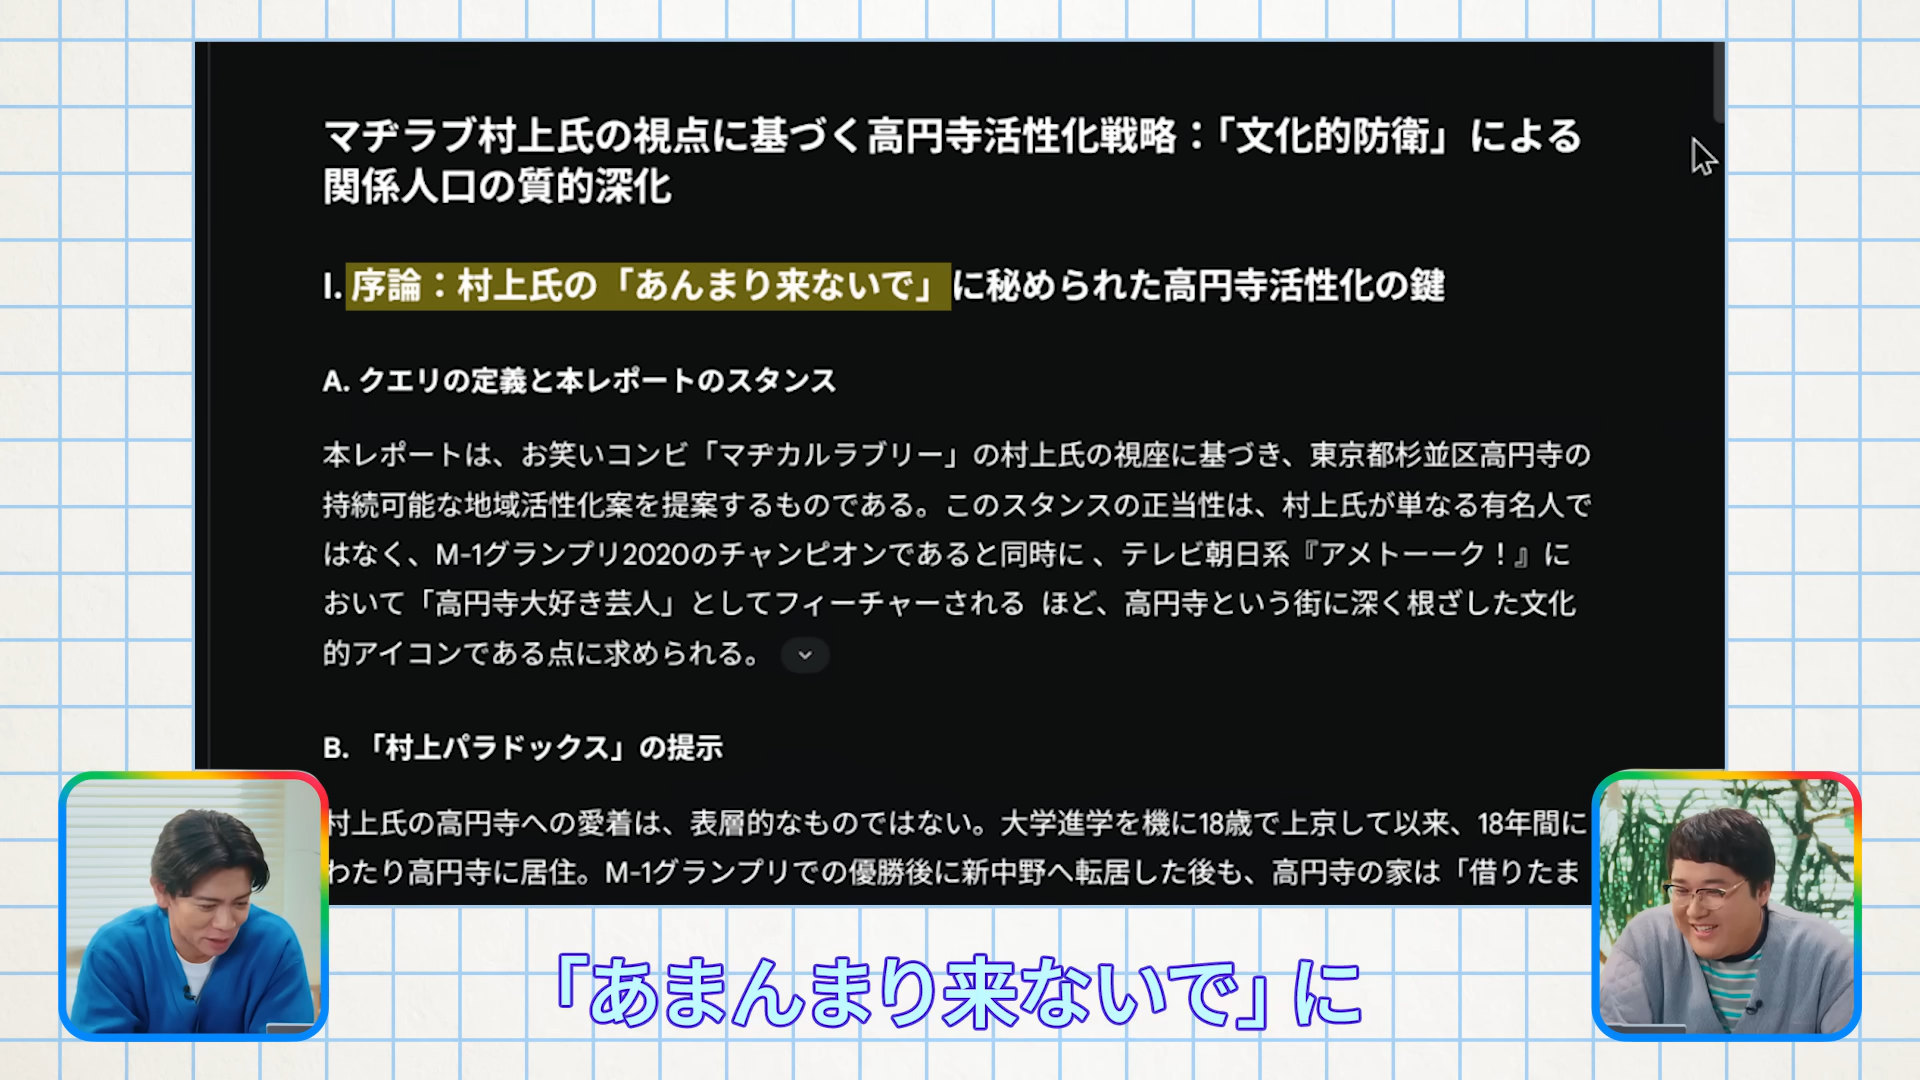 マヂラブ村上氏の視点に基づく高円寺活性化戦略：「文化的防衛」による
関係人口の質的深化
I. 序論：村上氏の「あんまり来ないで」に秘められた高円寺活性化の鍵
A. クエリの定義と本レポートのスタンス
本レポートは、お笑いコンビ「マヂカルラブリー」の村上氏の視座に基づき、東京都杉並区高円寺の
持続可能な地域活性化案を提案するものである。このスタンスの正当性は、村上氏が単なる有名人で
はなく、M-1グランプリ2020のチャンピオンであると同時に 、テレビ朝日系『アメトーーク！』に
おいて「高円寺大好き芸人」としてフィーチャーされる ほど、高円寺という街に深く根ざした文化
的アイコンである点に求められる。
B. 「村上パラドックス」の提示
村上氏の高円寺への愛着は、表層的なものではない。大学進学を機に18歳で上京して以来、18年間に
わたり高円寺に居住。M-1グランプリでの優勝後に新中野へ転居した後も、高円寺の家は「借りたま
「あまんまり来ないで」に